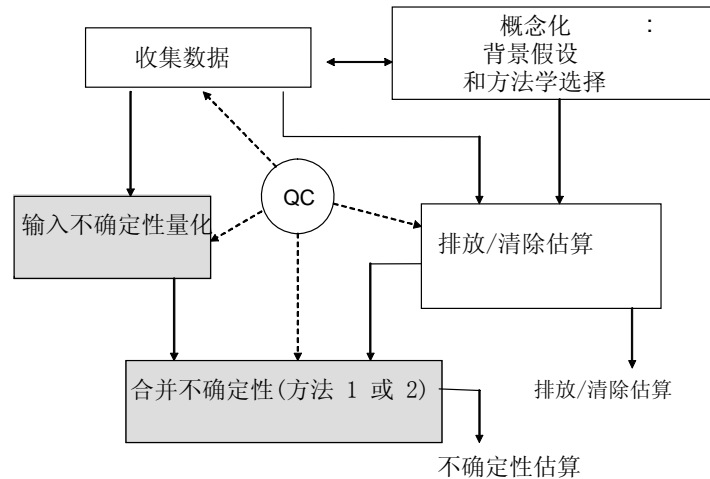 概念化 :
背景假设
和方法学选择
收集数据
QC
输入不确定性量化
排放/清除估算
合并不确定性(方法 1 或 2)
排放/清除估算
不确定性估算